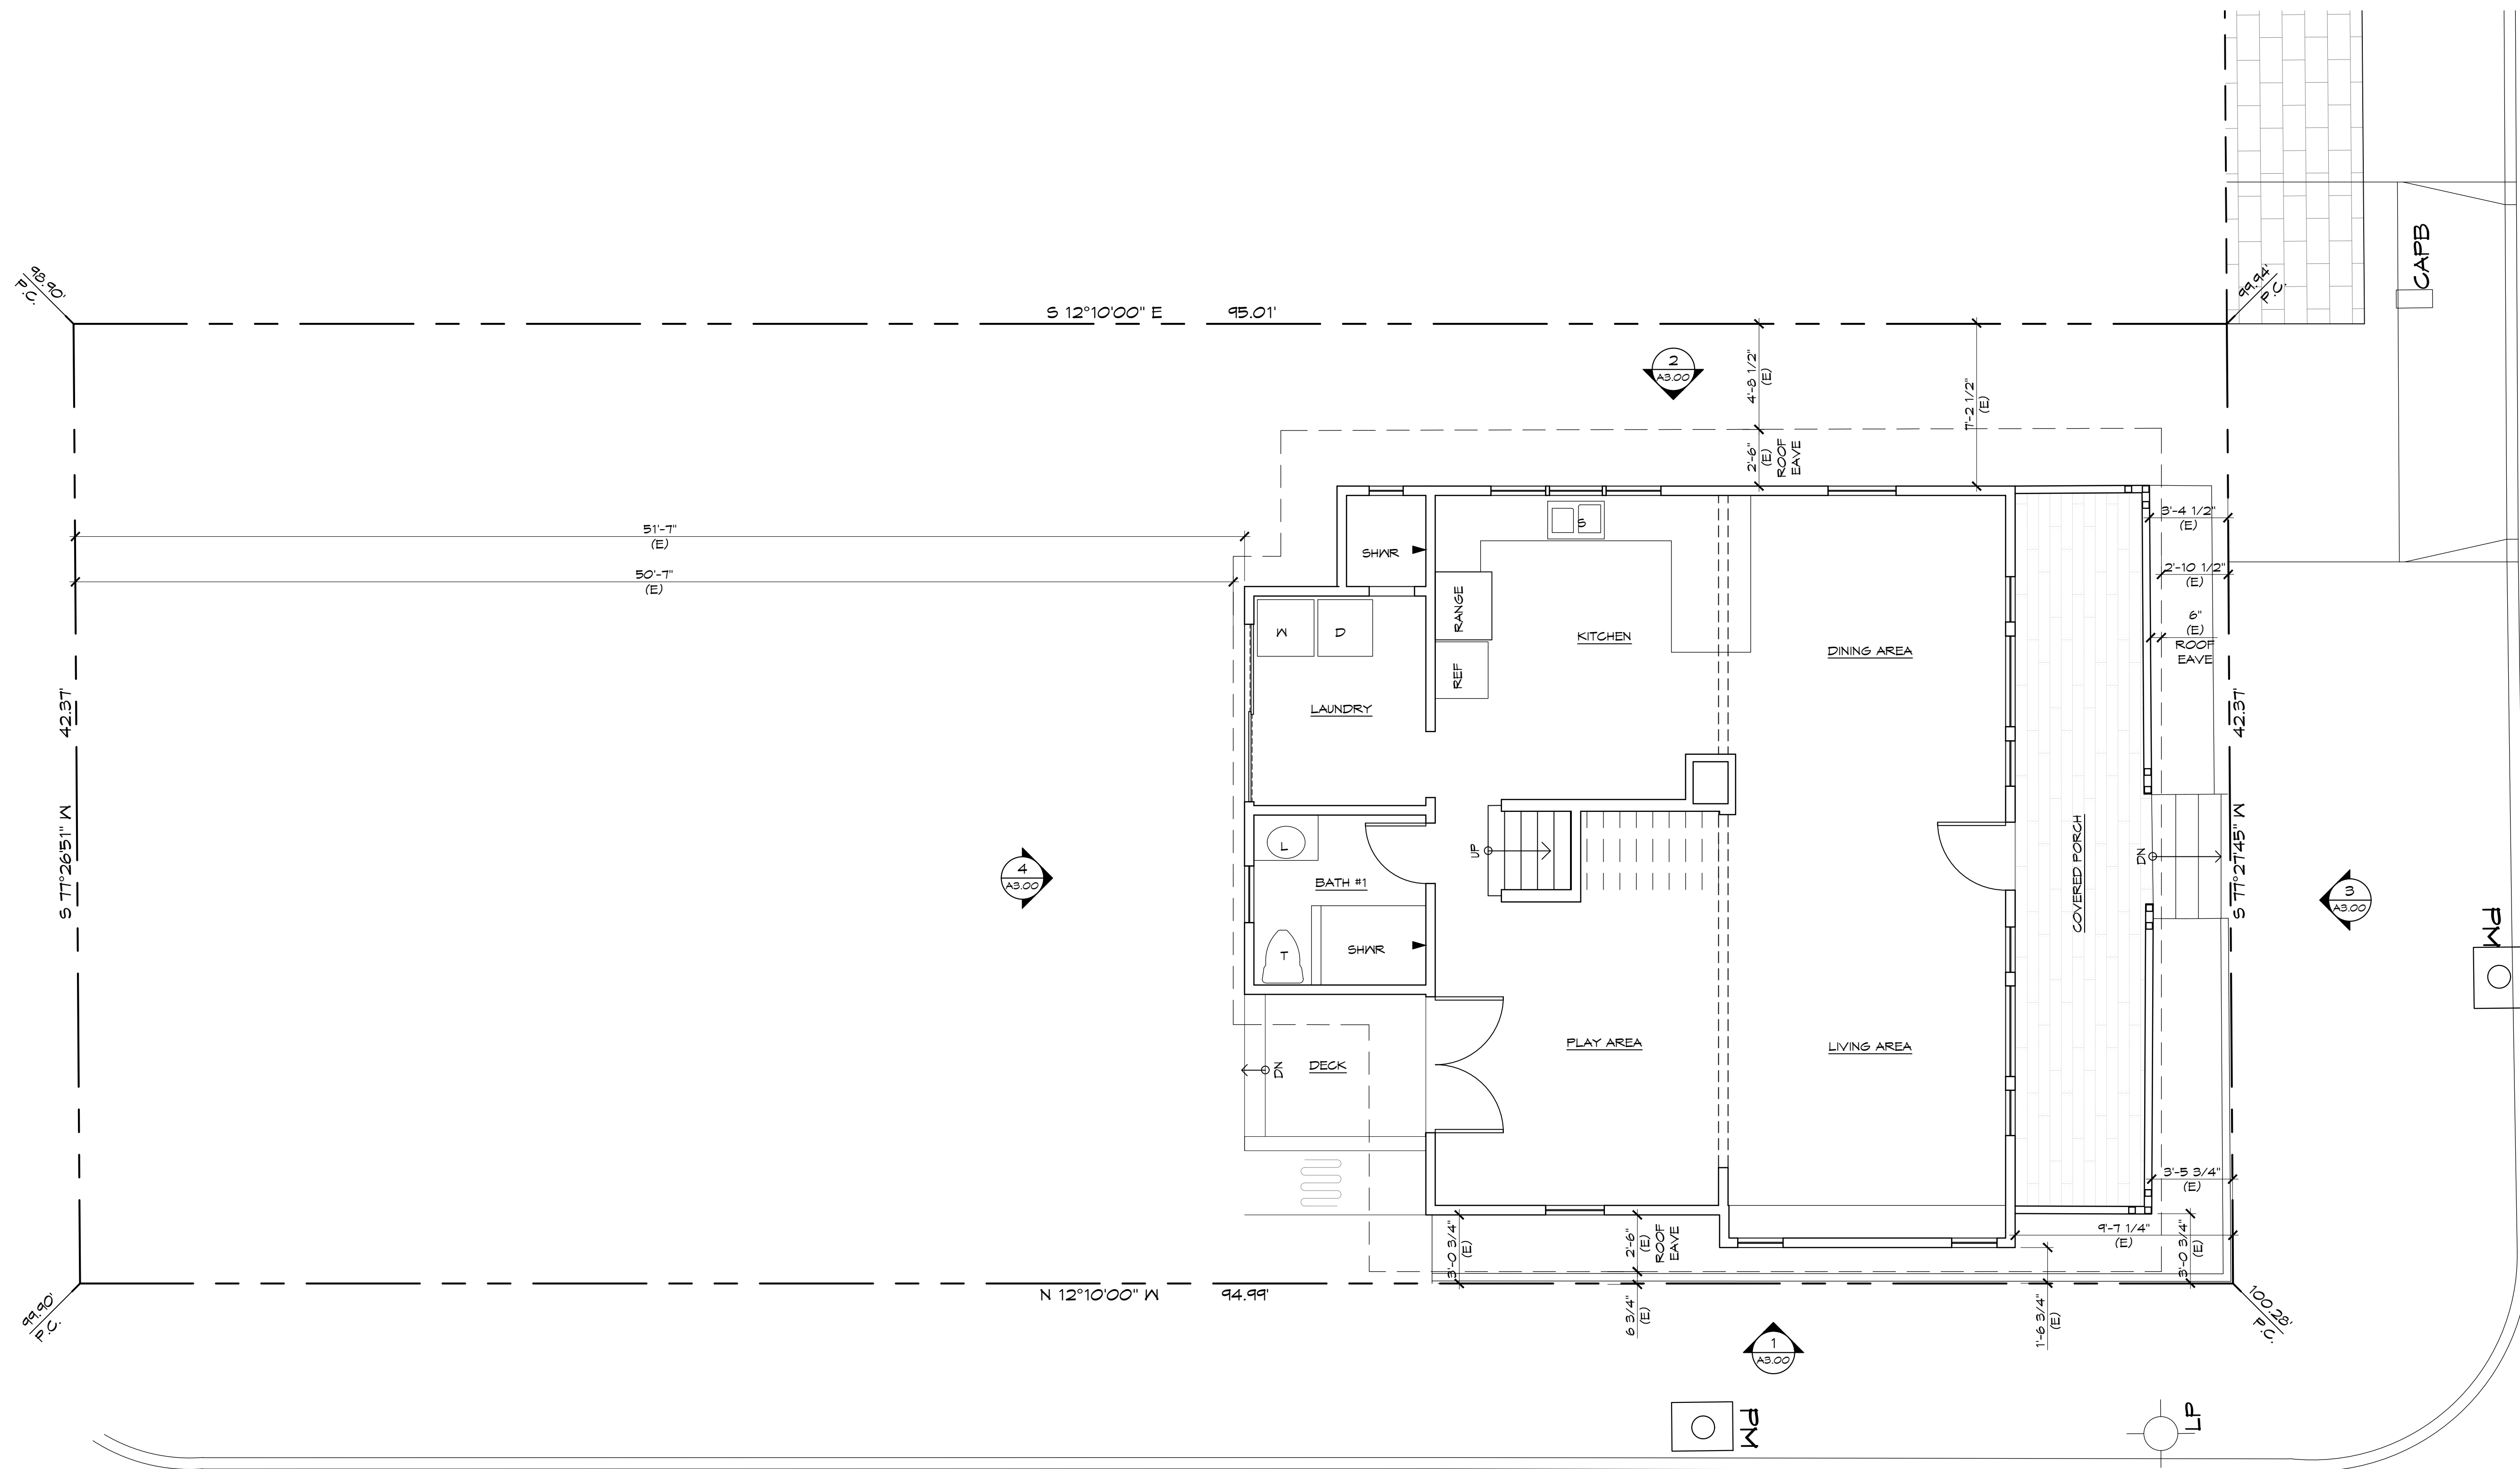 CAPB
98.90'
P.C.
S 12°10'00" E 95.01'
99.94'
P.C.
2
A3.00
4'-8 1/2"
(E)
7'-2 1/2"
(E)
2'-6"
(E)
ROOF
EAVE
51'-7"
(E)
50'-7"
(E)
3'-4 1/2"
(E)
2'-10 1/2"
(E)
6"
(E)
ROOF
EAVE
SHWR
S
RANGE
REF
KITCHEN
DINING AREA
W
D
LAUNDRY
S 77°26'51" W 42.37'
S 77°27'45" W 42.37'
4
A3.00
L
BATH #1
T
SHWR
UP
COVERED PORCH
DN
3
A3.00
PM
PLAY AREA
LIVING AREA
DN
DECK
3'-5 3/4"
(E)
9'-7 1/4"
(E)
3'-0 3/4"
(E)
3'-0 3/4"
(E)
2'-6"
(E)
ROOF
EAVE
6 3/4"
(E)
1'-6 3/4"
(E)
N 12°10'00" W 94.99'
99.90'
P.C.
100.28'
P.C.
1
A3.00
PM
LP